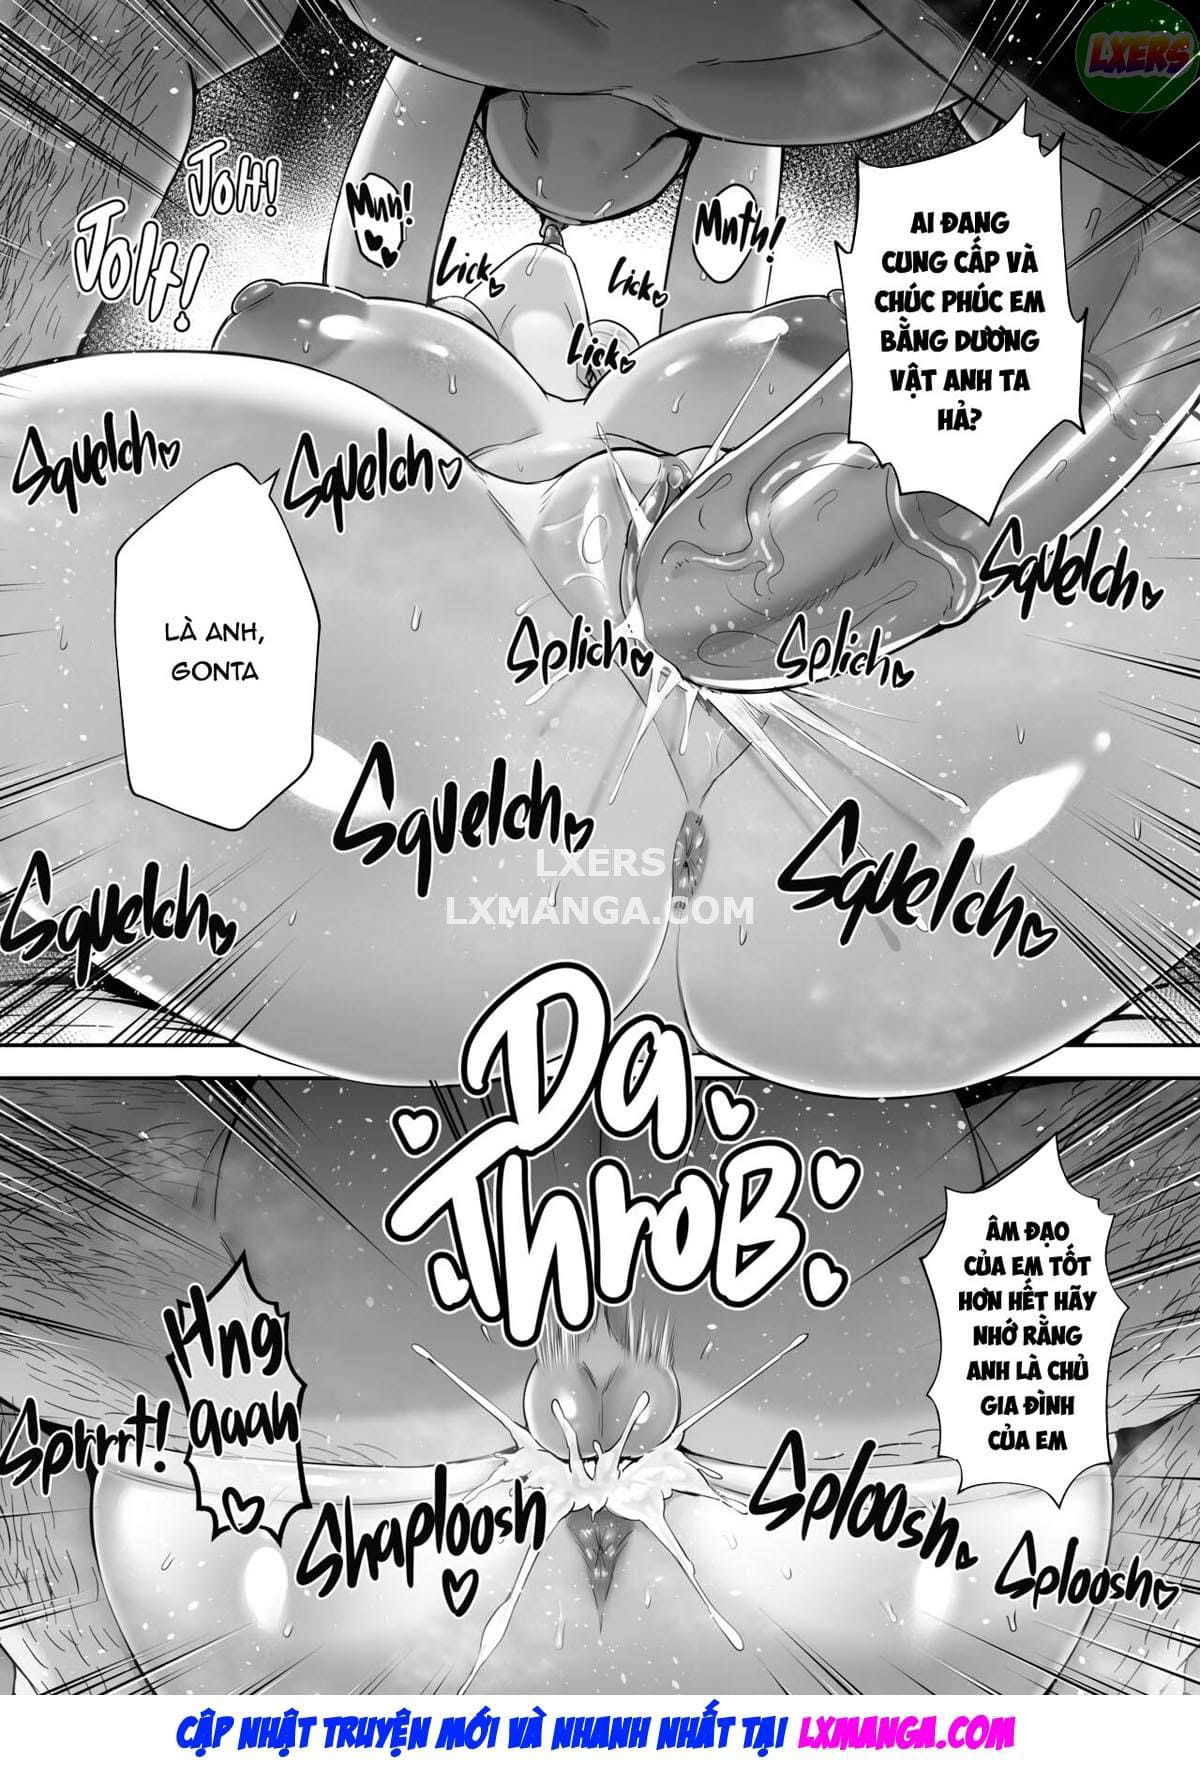 LXERS
JOLT!
JOLT!
Mnn!
Lick
Lick
Lick
Mnth!
AI ĐANG
CUNG CẤP VÀ
CHÚC PHÚC EM
BẰNG DƯƠNG
VẬT ANH TA
HẢ?
Squelch
Squelch
Squelch
LÀ ANH,
GONTA
Splich
Splich
Squelch
Squelch
Squelch
LXERS
LXMANGA.COM
Da
Throb
ÂM ĐẠO
CỦA EM TỐT
HƠN HẾT HÃY
NHỚ RẰNG
ANH LÀ CHỦ
GIA ĐÌNH
CỦA EM
Hng
auaah
Sprrrt!
Shaploosh
Sploosh
Sploosh
CẬP NHẬT TRUYỆN MỚI VÀ NHANH NHẤT TẠI LXMANGA.COM